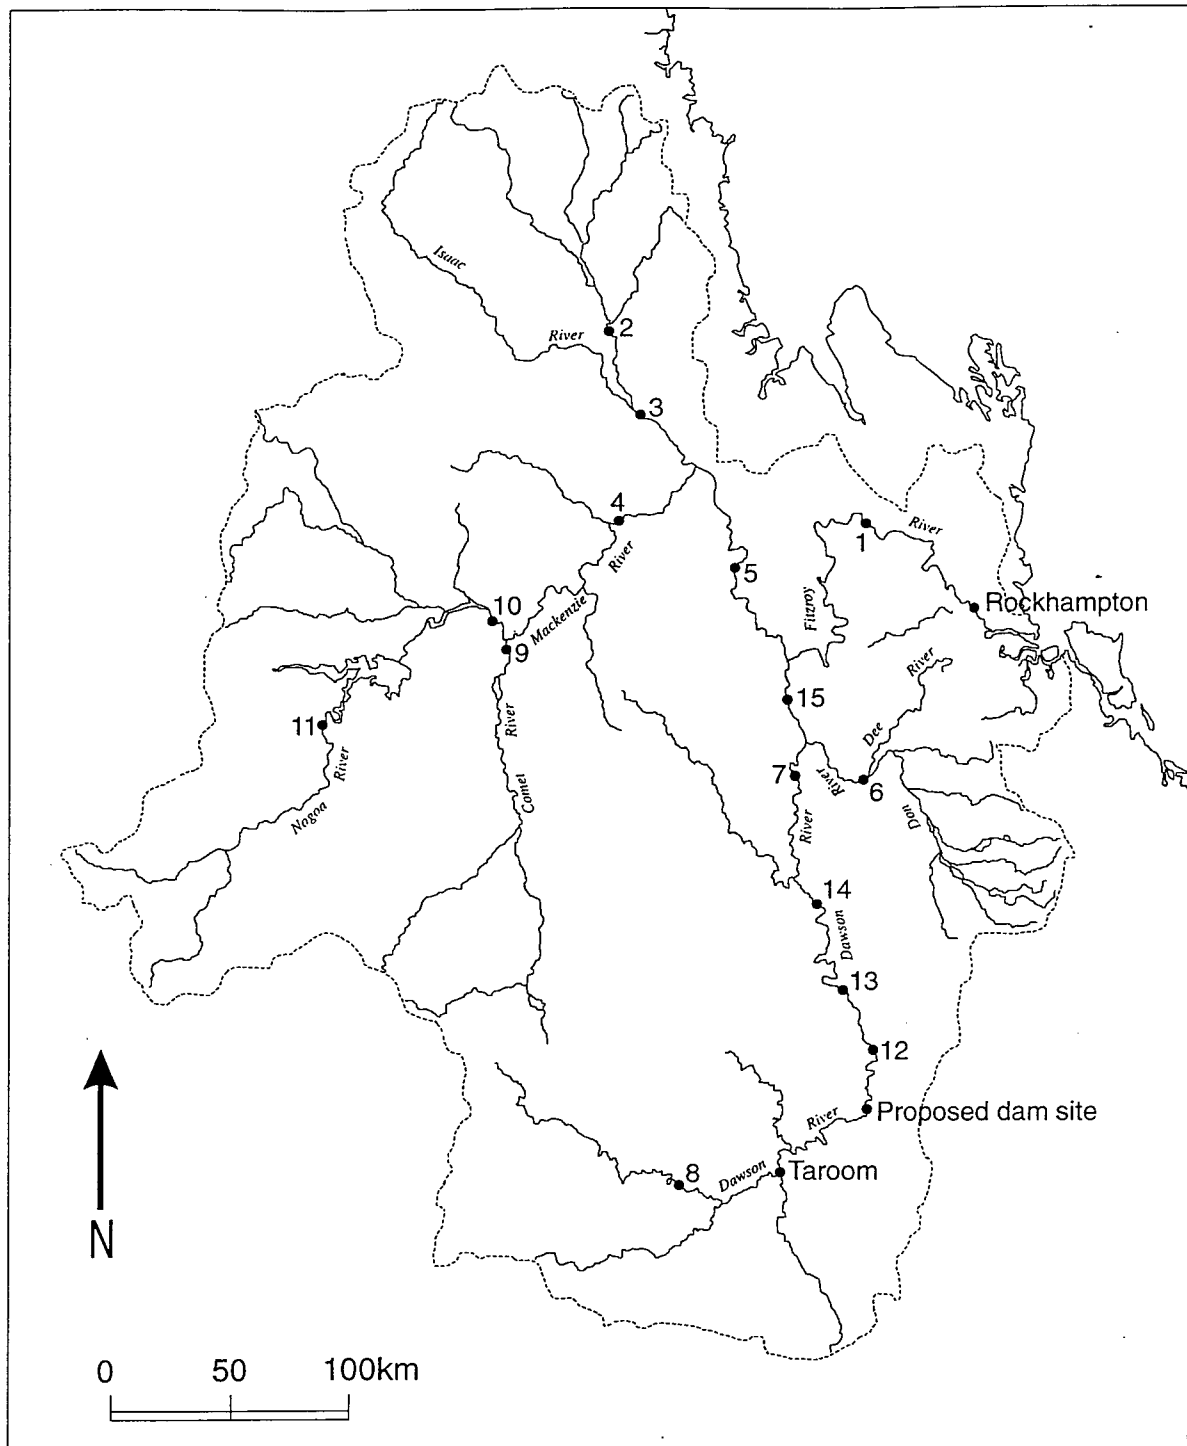 Isaac
River
2
3
4
River
1
River
5
Fitzroy
Rockhampton
10
Mackenzie
9
River
15
River
11
River
Dee
7
River
6
Comel
Nogoa
River
Don
14
Dawson
13
12
Proposed dam site
River
8
Dawson
Taroom
N
0 50 100km